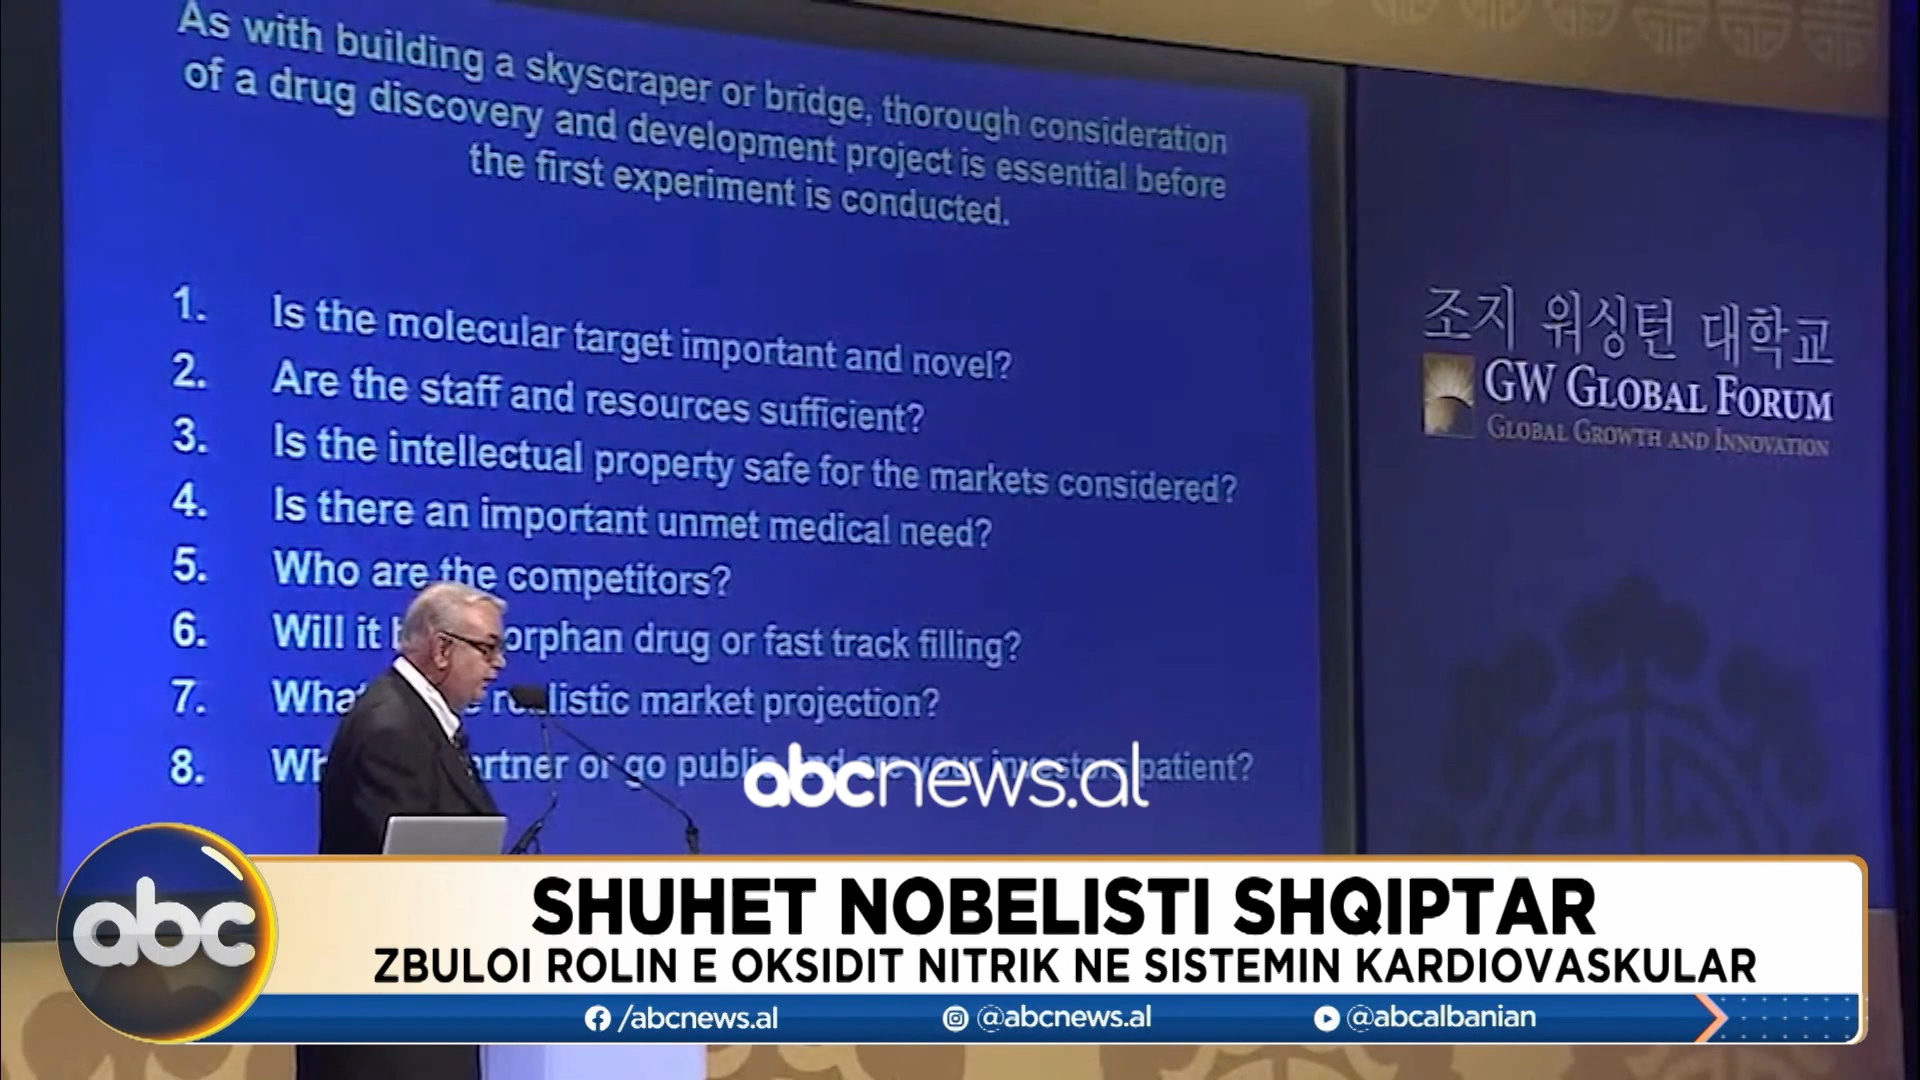 As with building a skyscraper or bridge, thorough consideration
of a drug discovery and development project is essential before
the first experiment is conducted.
1. Is the molecular target important and novel?
2. Are the staff and resources sufficient?
3. Is the intellectual property safe for the markets considered?
4. Is there an important unmet medical need?
5. Who are the competitors?
6. Will it orphan drug or fast track filling?
7. market projection?
8. or go public your investors patient?
조지 워싱턴 대학교
GW GLOBAL FORUM
GLOBAL GROWTH AND INNOVATION
abcnews.al
abc
SHUHET NOBELISTI SHQIPTAR
ZBULOI ROLIN E OKSIDIT NITRIK NE SISTEMIN KARDIOVASKULAR
/abcnews.al @abcnews.al @abcalbanian